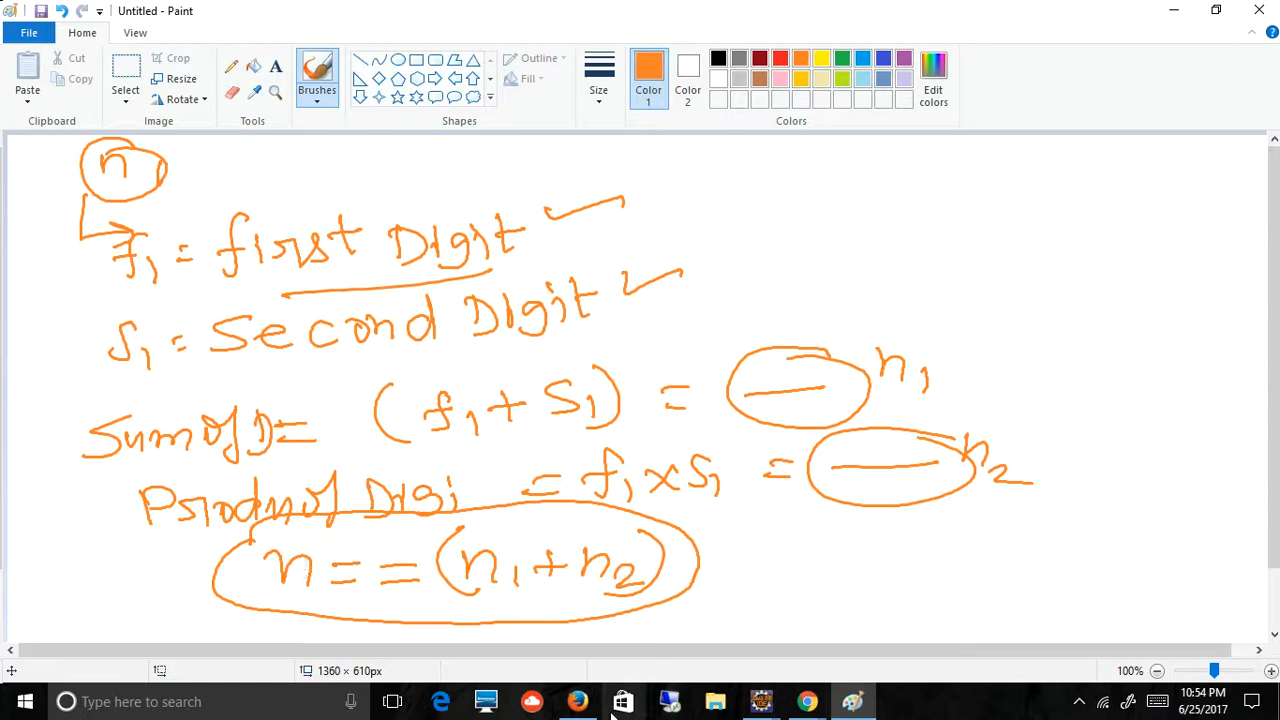 Untitled - Paint
File Home View
Cut
Copy
Paste
Clipboard
Crop
Resize
Rotate
Select
Image
Tools
Brushes
Outline
Fill
Shapes
Size
Color 1
Color 2
Edit colors
Colors
n
f1 = first Digit
S1 = Second Digit
Sum of D = (f1 + S1) = n1
Product of Digi = f1 x S1 = n2
n == (n1 + n2)
1360 × 610px
100%
Type here to search
10:54 PM
6/25/2017